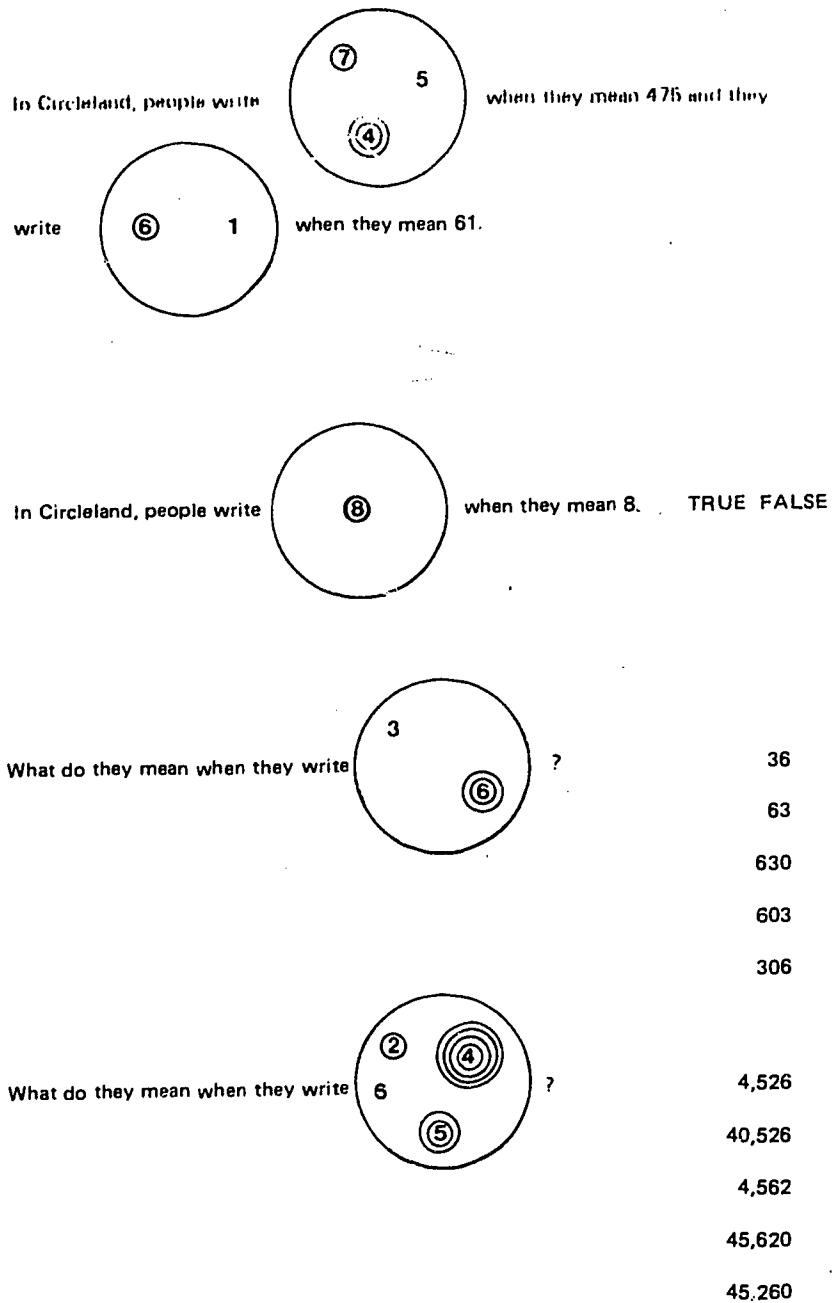 In Circleland, people write
7
5
4
when they mean 475 and they
write
6
1
when they mean 61.
In Circleland, people write
8
when they mean 8.
TRUE FALSE
What do they mean when they write
3
6
?
36
63
630
603
306
What do they mean when they write
2
4
6
5
?
4,526
40,526
4,562
45,620
45,260